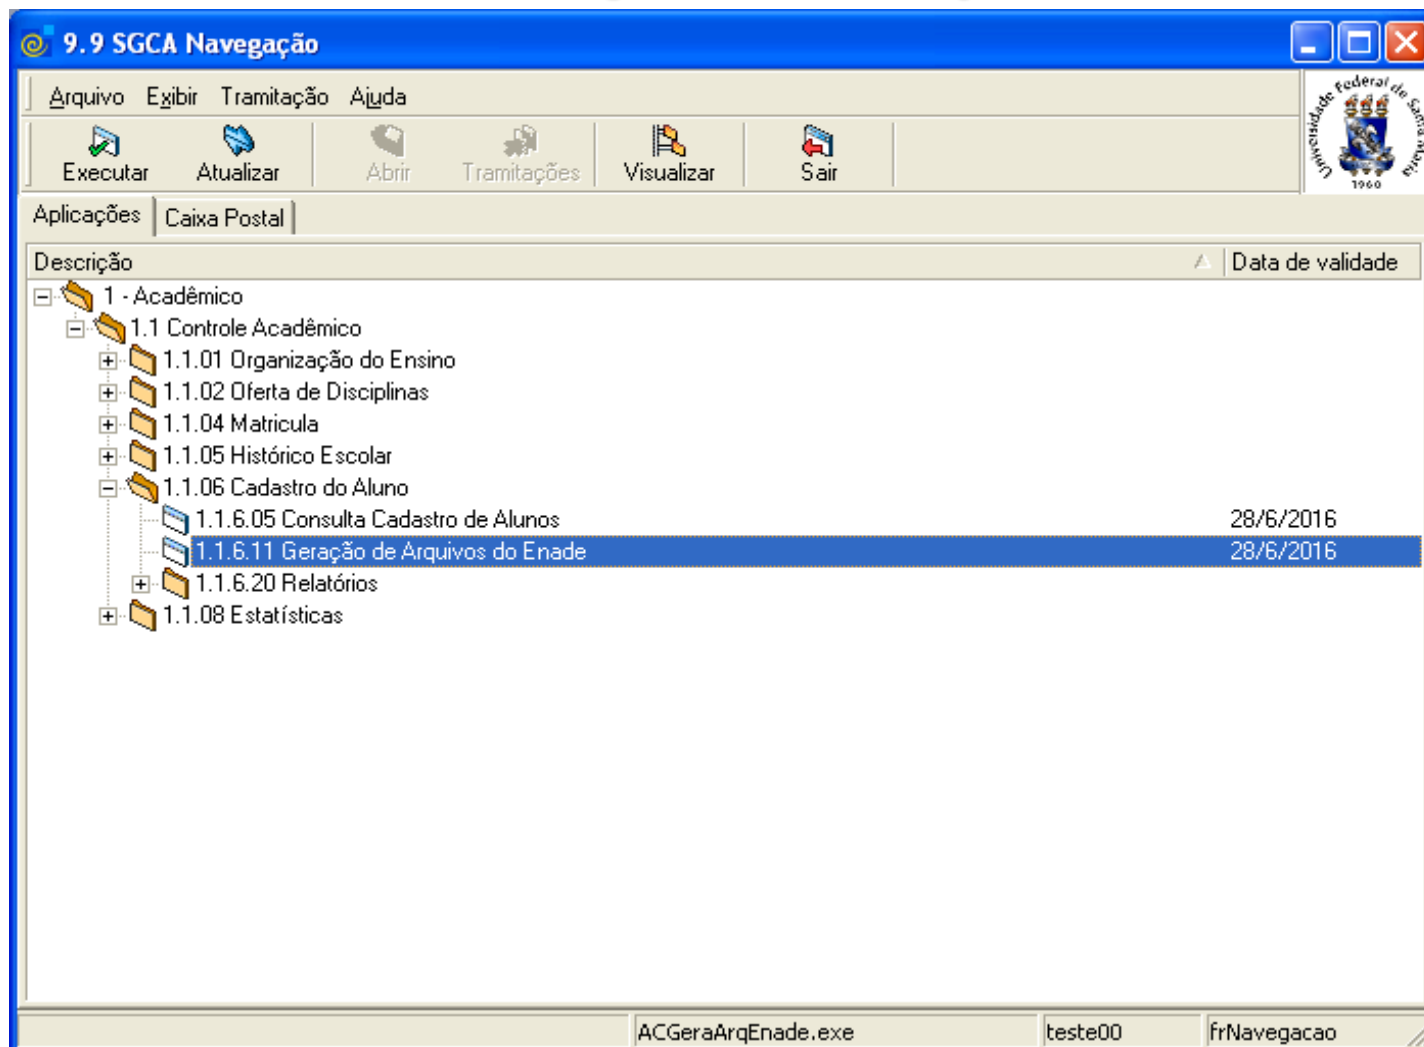 9.9 SGCA Navegação
Arquivo Exibir Tramitação Ajuda
Universidade Federal de Santa Maria
1960
Executar Atualizar Abrir Tramitações Visualizar Sair
Aplicações Caixa Postal
Descrição Data de validade
1 - Acadêmico
1.1 Controle Acadêmico
1.1.01 Organização do Ensino
1.1.02 Oferta de Disciplinas
1.1.04 Matricula
1.1.05 Histórico Escolar
1.1.06 Cadastro do Aluno
1.1.6.05 Consulta Cadastro de Alunos 28/6/2016
1.1.6.11 Geração de Arquivos do Enade 28/6/2016
1.1.6.20 Relatórios
1.1.08 Estatísticas
ACGeraArqEnade.exe teste00 frNavegacao